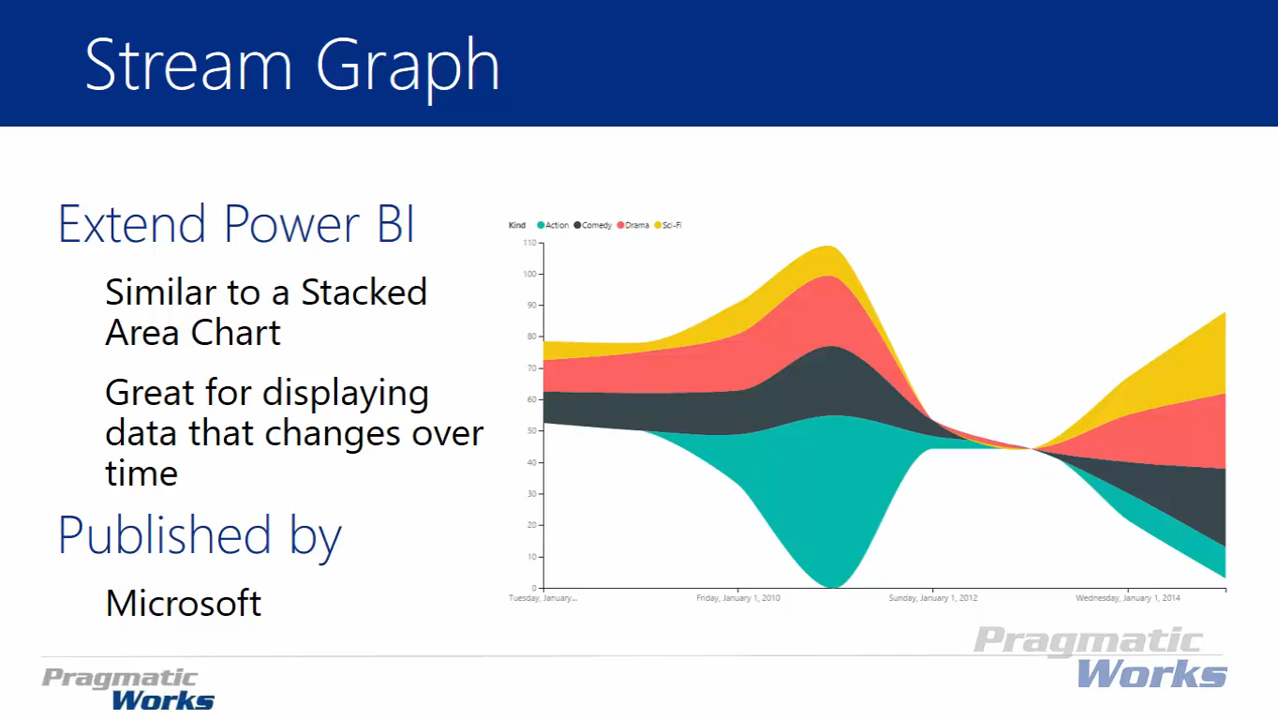 Stream Graph
Extend Power BI
Similar to a Stacked
Area Chart
Great for displaying
data that changes over
time
Published by
Microsoft
Kind Action Comedy Drama Sci-Fi
110
100
90
80
70
60
50
40
30
20
10
0
Tuesday, January... Friday, January 1, 2010 Sunday, January 1, 2012 Wednesday, January 1, 2014
Pragmatic
Works
Pragmatic
Works